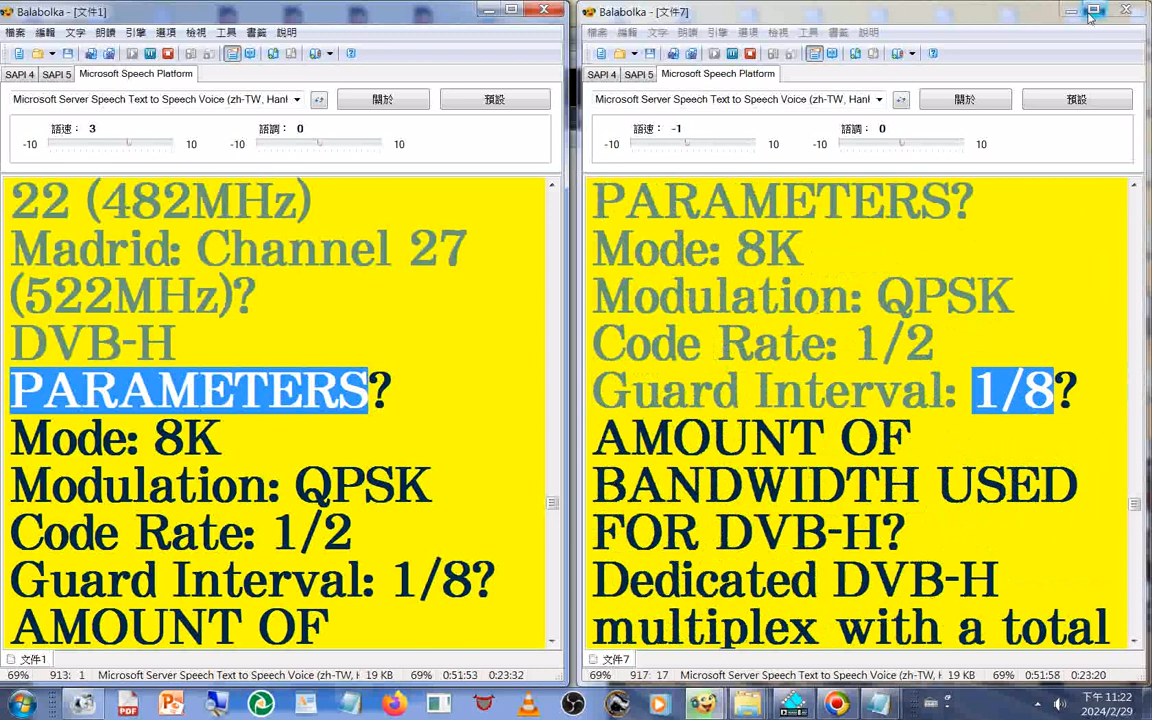 Balabolka - [文件1]
檔案 編輯 文字 朗讀 引擎 選項 檢視 工具 書籤 說明
SAPI 4 SAPI 5 Microsoft Speech Platform
Microsoft Server Speech Text to Speech Voice (zh-TW, Hanl
關於
預設
語速： 3
語調： 0
-10 10 -10 10
22 (482MHz)
Madrid: Channel 27
(522MHz)?
DVB-H
PARAMETERS?
Mode: 8K
Modulation: QPSK
Code Rate: 1/2
Guard Interval: 1/8?
AMOUNT OF
文件1
69% 913: 1 Microsoft Server Speech Text to Speech Voice (zh-TW, H 19 KB 69% 0:51:53 0:23:32
Balabolka - [文件7]
檔案 編輯 文字 朗讀 引擎 選項 檢視 工具 書籤 說明
SAPI 4 SAPI 5 Microsoft Speech Platform
Microsoft Server Speech Text to Speech Voice (zh-TW, Hanl
關於
預設
語速： -1
語調： 0
-10 10 -10 10
PARAMETERS?
Mode: 8K
Modulation: QPSK
Code Rate: 1/2
Guard Interval: 1/8?
AMOUNT OF
BANDWIDTH USED
FOR DVB-H?
Dedicated DVB-H
multiplex with a total
文件7
69% 917: 17 Microsoft Server Speech Text to Speech Voice (zh-TW, H 19 KB 69% 0:51:58 0:23:20
PDF
下午 11:22
2024/2/29